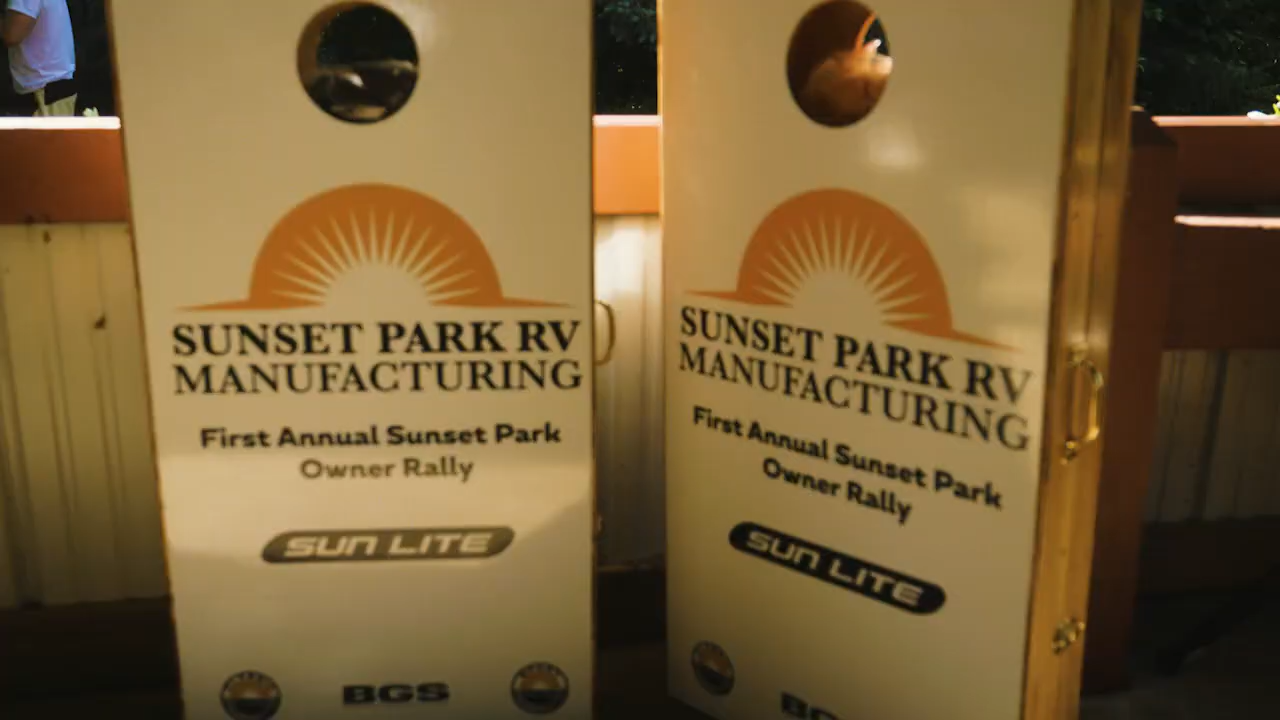 SUNSET PARK RV
MANUFACTURING
First Annual Sunset Park
Owner Rally
SUN LITE
BGS
SUNSET PARK RV
MANUFACTURING
First Annual Sunset Park
Owner Rally
SUN LITE